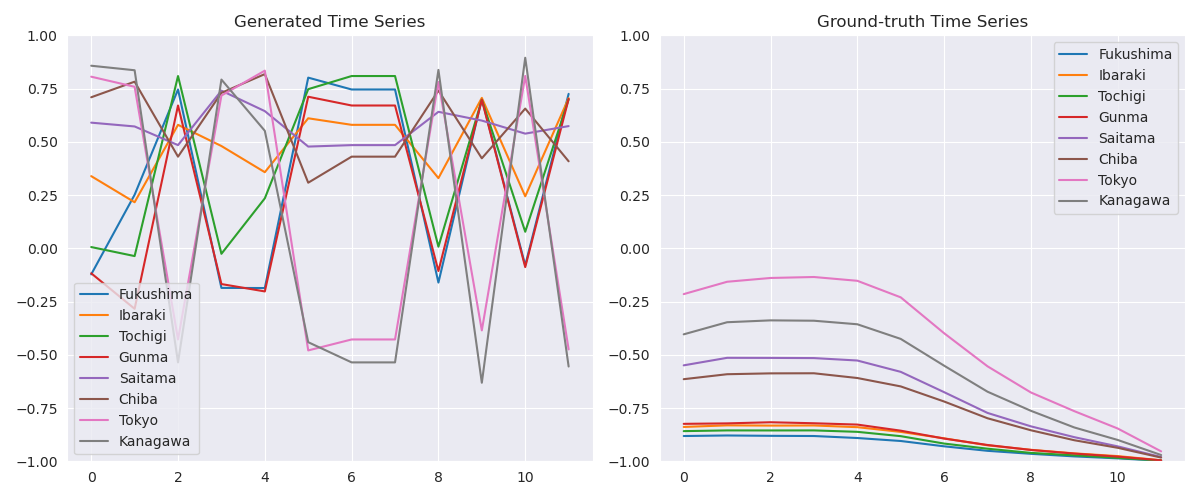 Generated Time Series
1.00
0.75
0.50
0.25
0.00
−0.25
−0.50
−0.75
−1.00
0 2 4 6 8 10
Fukushima
Ibaraki
Tochigi
Gunma
Saitama
Chiba
Tokyo
Kanagawa
Ground-truth Time Series
1.00
0.75
0.50
0.25
0.00
−0.25
−0.50
−0.75
−1.00
0 2 4 6 8 10
Fukushima
Ibaraki
Tochigi
Gunma
Saitama
Chiba
Tokyo
Kanagawa